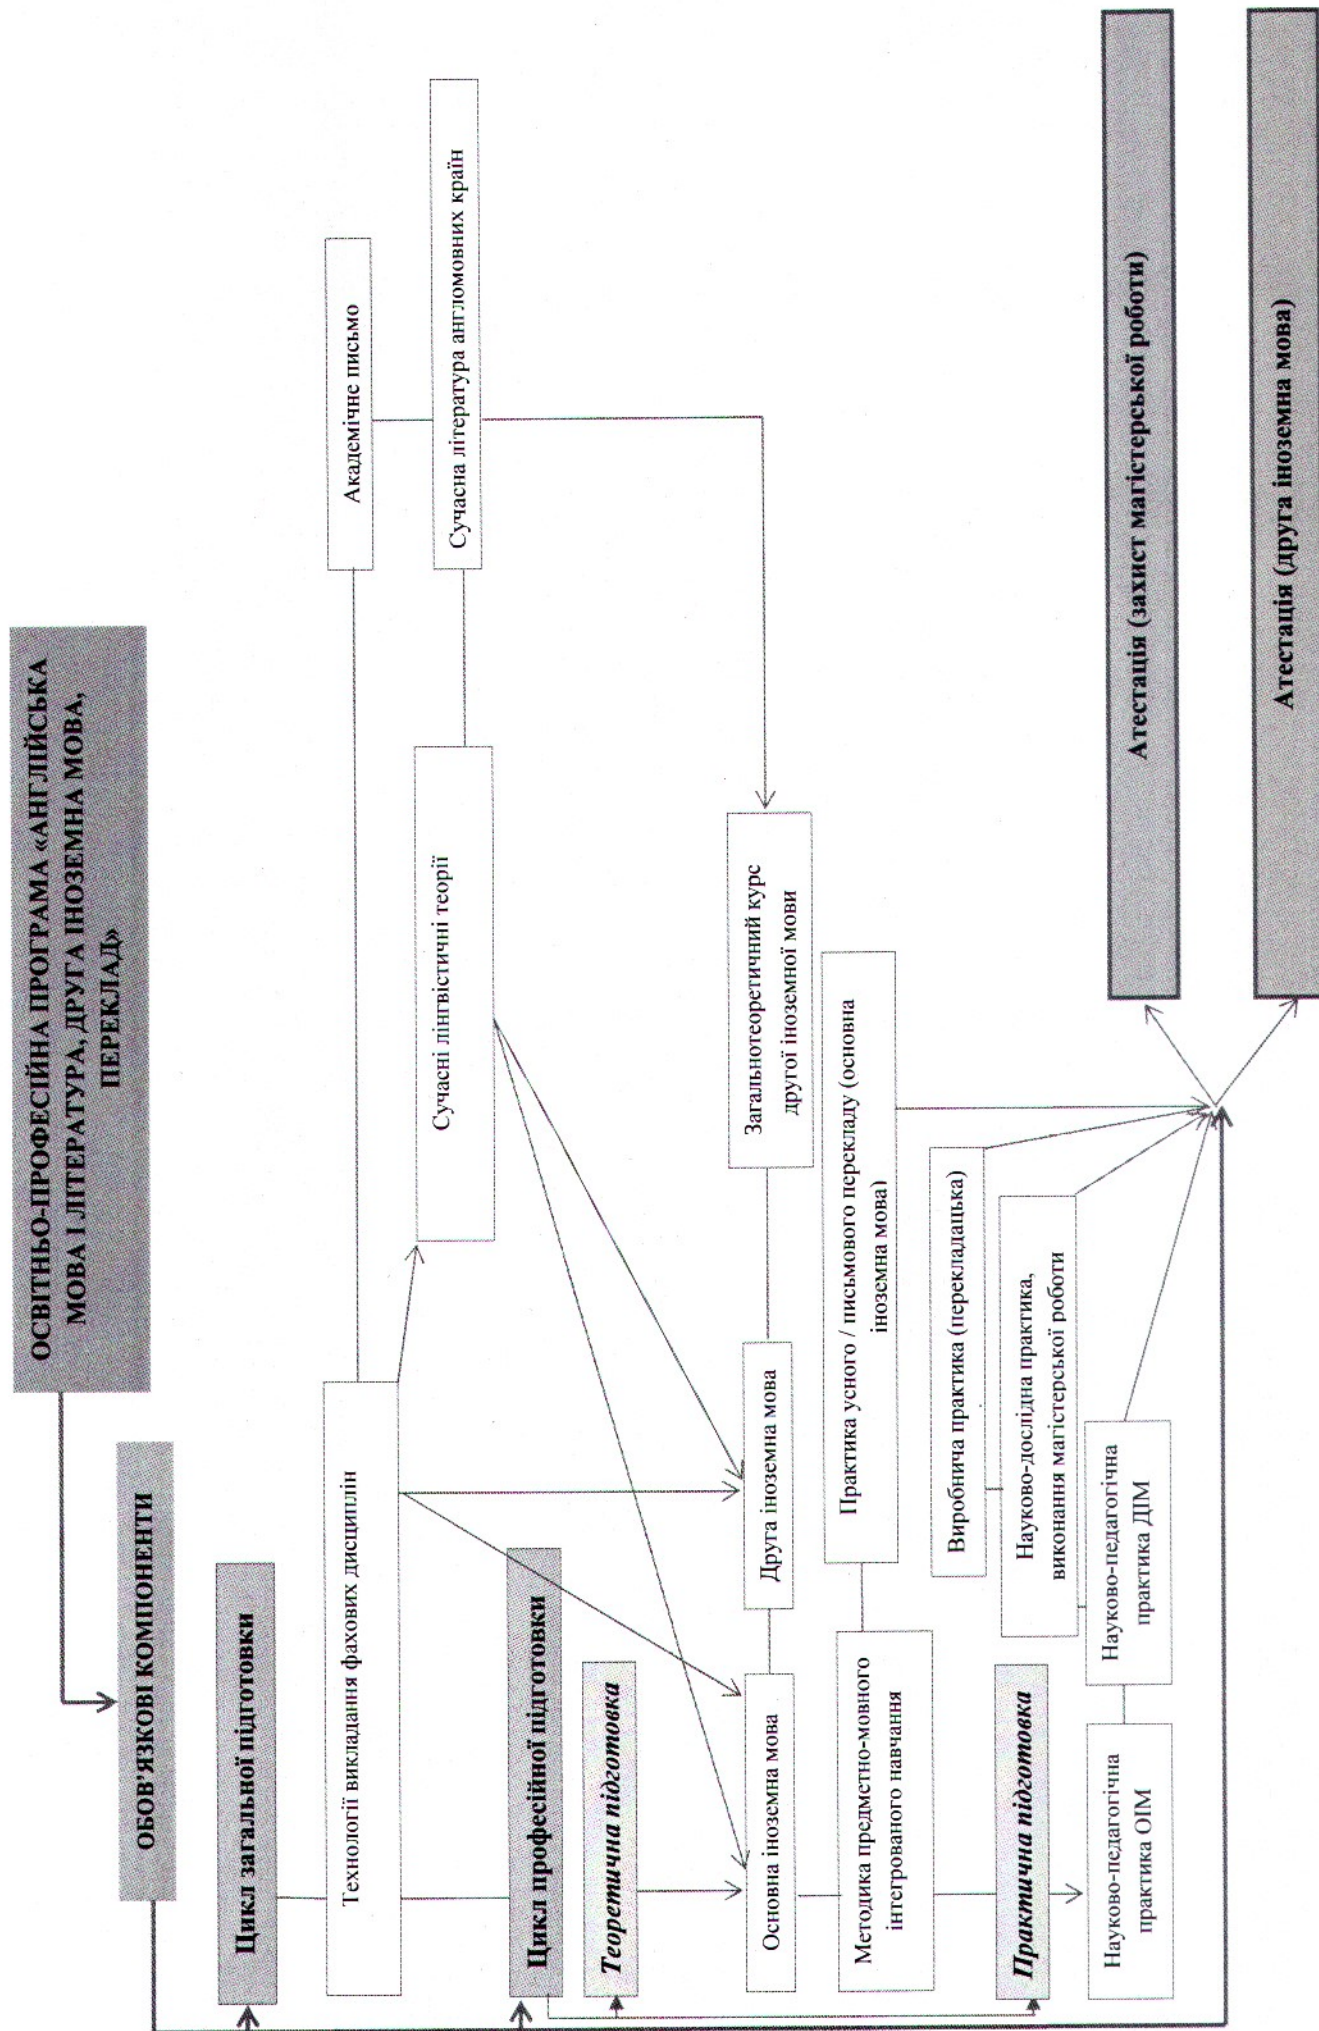 ОСВІТНЬО-ПРОФЕСІЙНА ПРОГРАМА «АНГЛІЙСЬКА
МОВА І ЛІТЕРАТУРА, ДРУГА ІНОЗЕМНА МОВА,
ПЕРЕКЛАД»
ОБОВ’ЯЗКОВІ КОМПОНЕНТИ
Цикл загальної підготовки
Технології викладання фахових дисциплін
Академічне письмо
Сучасні лінгвістичні теорії
Сучасна література англомовних країн
Цикл професійної підготовки
Теоретична підготовка
Основна іноземна мова
Друга іноземна мова
Загальнотеоретичний курс
другої іноземної мови
Методика предметно-мовного
інтегрованого навчання
Практика усного / письмового перекладу (основна
іноземна мова)
Виробнича практика (перекладацька)
Практична підготовка
Науково-дослідна практика,
виконання магістерської роботи
Науково-педагогічна
практика ОІМ
Науково-педагогічна
практика ДІМ
Атестація (захист магістерської роботи)
Атестація (друга іноземна мова)